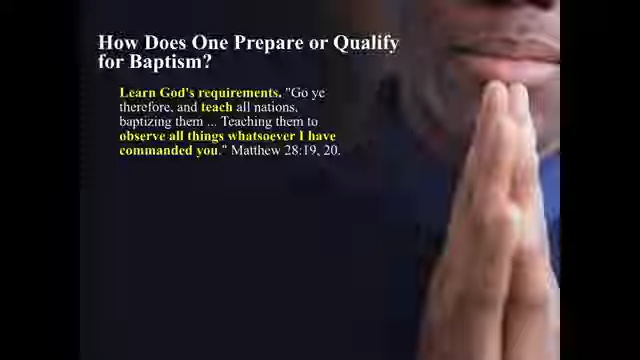 How Does One Prepare or Qualify
for Baptism?
Learn God's requirements. "Go ye
therefore, and teach all nations,
baptizing them ... Teaching them to
observe all things whatsoever I have
commanded you." Matthew 28:19, 20.